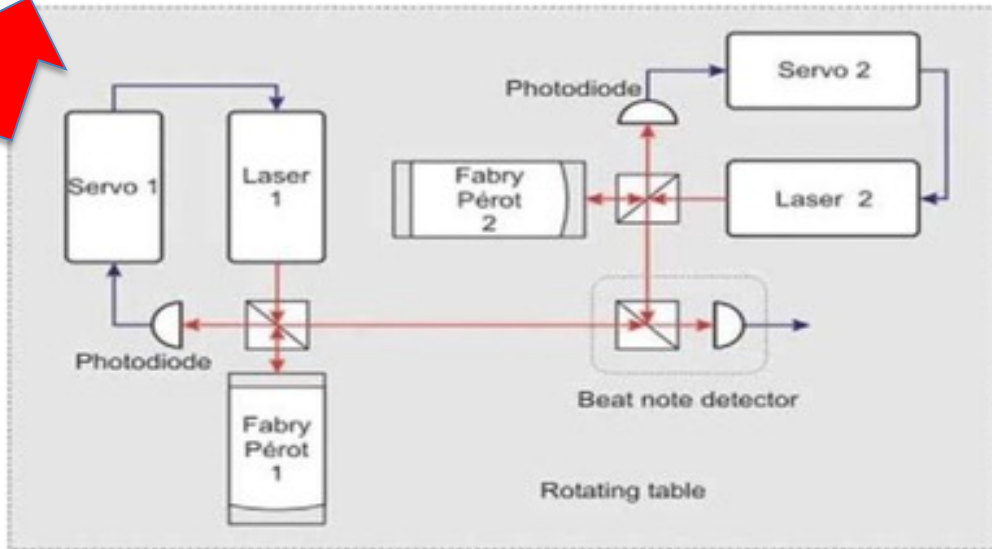 Servo 1
Laser
1
Photodiode
Fabry
Pérot
1
Photodiode
Servo 2
Fabry
Pérot
2
Laser 2
Beat note detector
Rotating table